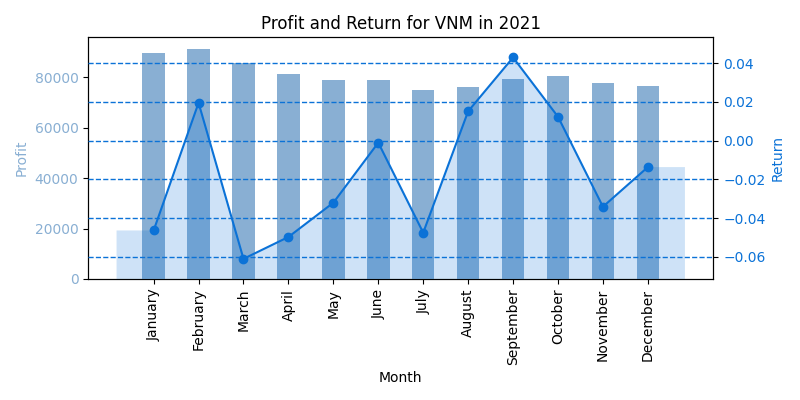 Profit and Return for VNM in 2021
Profit
80000
60000
40000
20000
0
0.04
0.02
0.00
−0.02
−0.04
−0.06
Return
January
February
March
April
May
June
July
August
September
October
November
December
Month